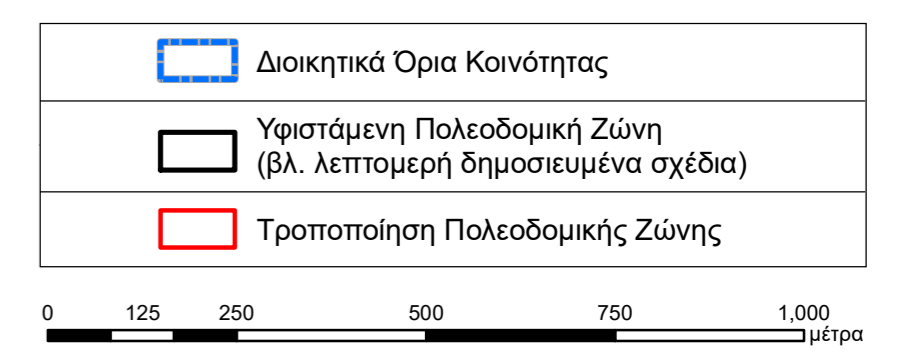 Διοικητικά Όρια Κοινότητας
Υφιστάμενη Πολεοδομική Ζώνη
(βλ. λεπτομερή δημοσιευμένα σχέδια)
Τροποποίηση Πολεοδομικής Ζώνης
0 125 250 500 750 1,000
μέτρα